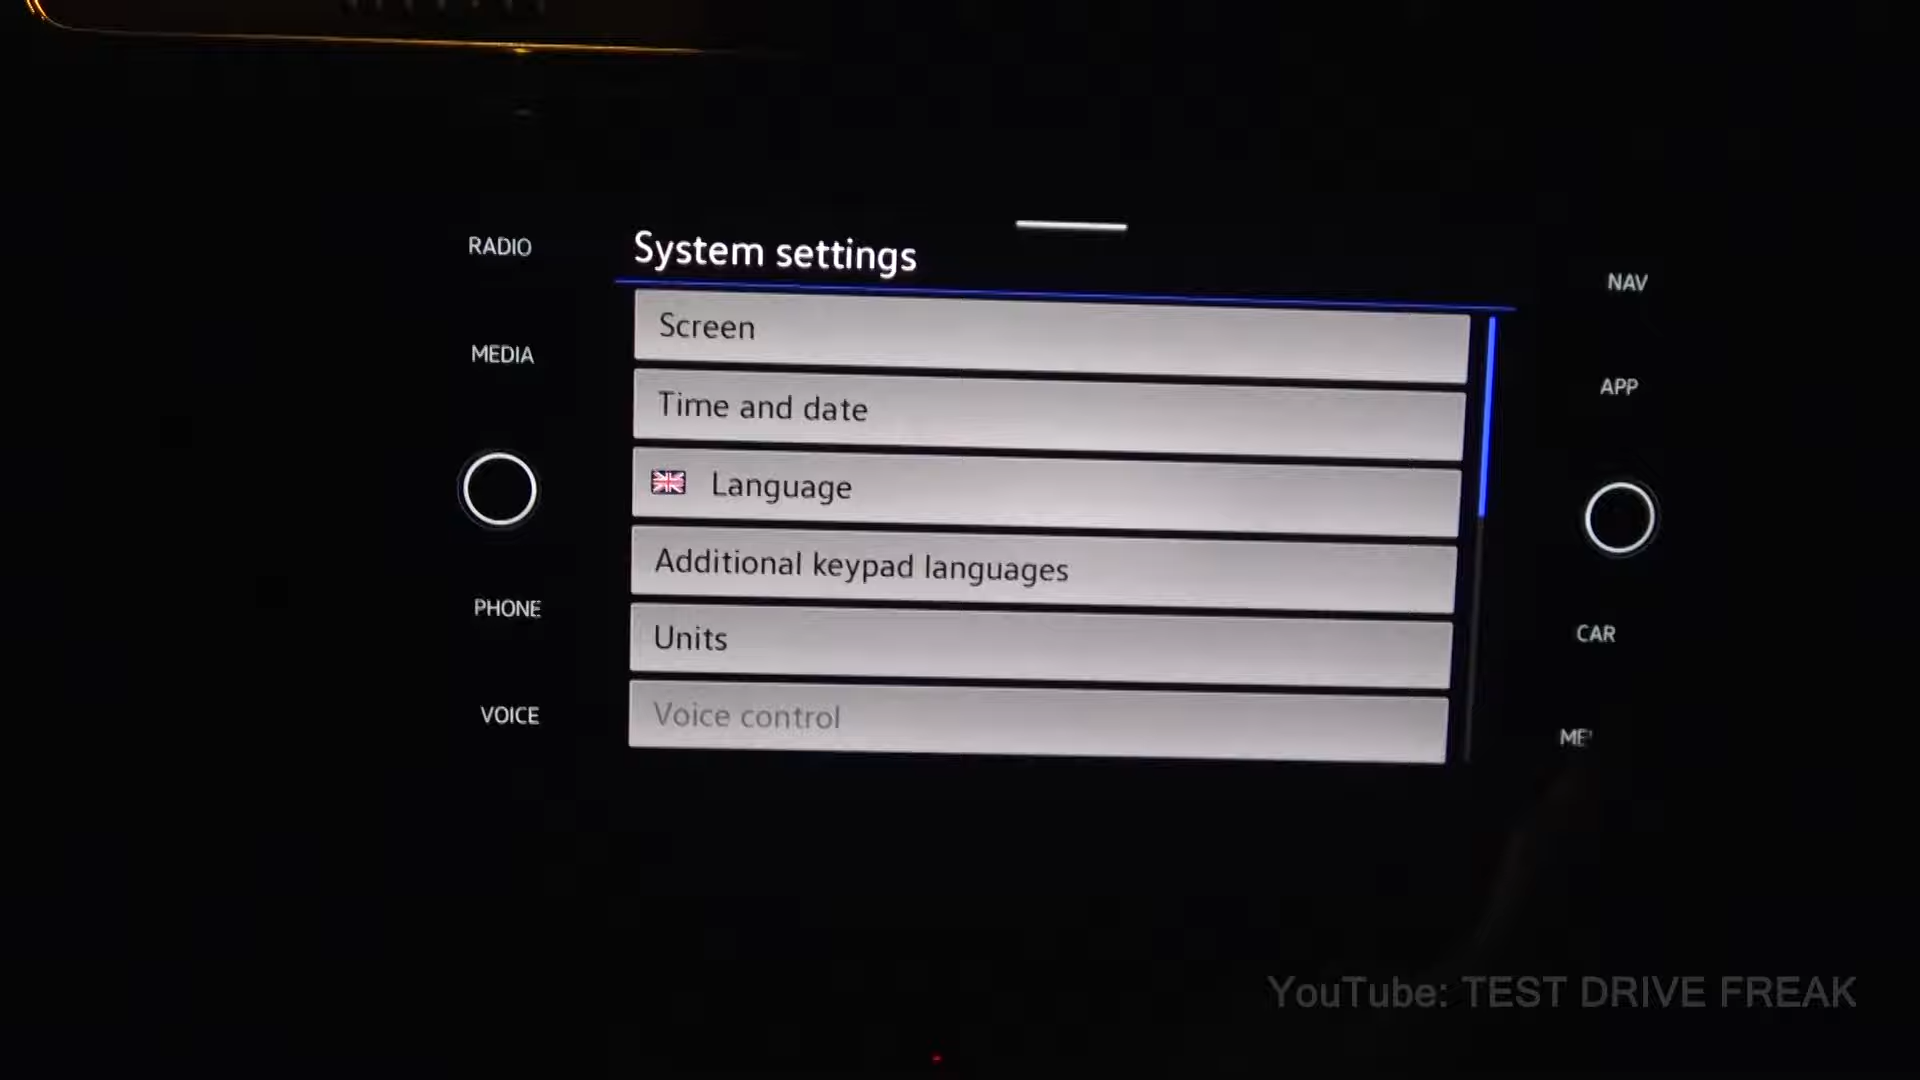 System settings
RADIO
MEDIA
PHONE
VOICE
Screen
Time and date
Language
Additional keypad languages
Units
Voice control
NAV
APP
CAR
YouTube: TEST DRIVE FREAK